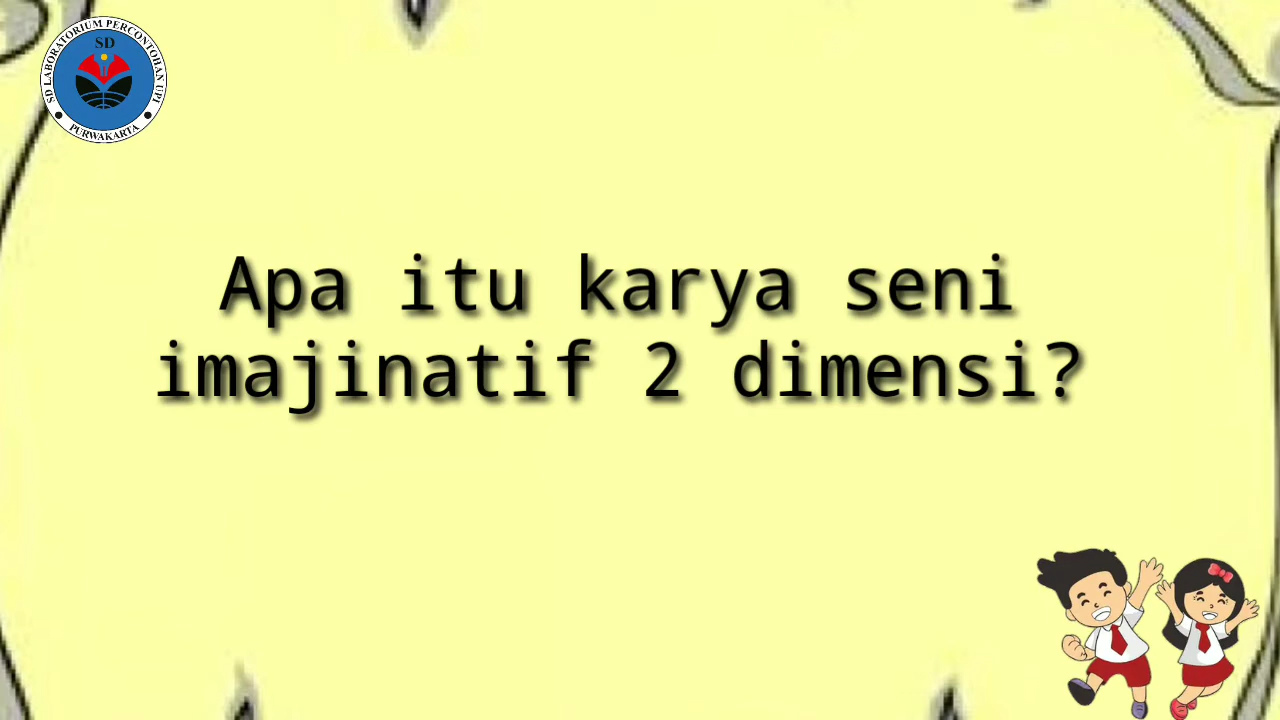 SD LABORATORIUM PERCONTOHAN UPI
SD
PURWAKARTA
Apa itu karya seni
imajinatif 2 dimensi?